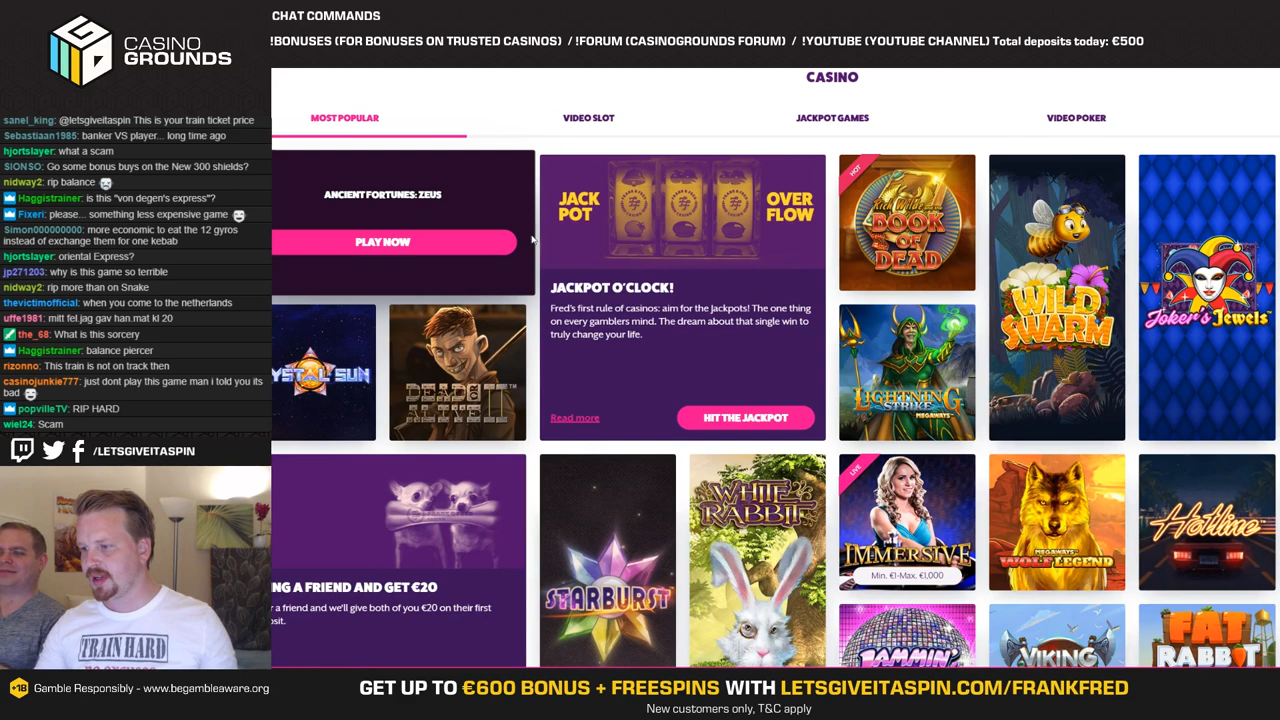 CHAT COMMANDS
!BONUSES (FOR BONUSES ON TRUSTED CASINOS) / !FORUM (CASINOGROUNDS FORUM) / !YOUTUBE (YOUTUBE CHANNEL) Total deposits today: €500
CASINO
GROUNDS
sanel_king: @letsgiveitaspin This is your train ticket price
Sebastiaan1985: banker VS player... long time ago
hjortslayer: what a scam
SIONSO: Go some bonus buys on the New 300 shields?
nidway2: rip balance
Haggistrainer: is this "von degen's express"?
Fixeri: please... something less expensive game
Simon000000000: more economic to eat the 12 gyros
instead of exchange them for one kebab
hjortslayer: oriental Express?
jp271203: why is this game so terrible
nidway2: rip more than on Snake
thevictimofficial: when you come to the netherlands
uffe1981: mitt fel.jag gav han.mat kl 20
the_68: What is this sorcery
Haggistrainer: balance piercer
rizonno: This train is not on track then
casinojunkie777: just dont play this game man i told you its
bad
popvilleTV: RIP HARD
wiel24: Scam
/LETSGIVEITASPIN
TRAIN HARD
CASINO
MOST POPULAR
VIDEO SLOT
JACKPOT GAMES
VIDEO POKER
ANCIENT FORTUNES: ZEUS
PLAY NOW
JACK
POT
OVER
FLOW
JACKPOT O'CLOCK!
Fred's first rule of casinos: aim for the Jackpots! The one thing
on every gamblers mind. The dream about that single win to
truly change your life.
Read more
HIT THE JACKPOT
HOT
Rich Wilde
BOOK
OF
DEAD
WILD
SWARM
Joker's Jewels
YSTAL SUN
DEAD OR
ALIVE II
LIGHTNING
STRIKE
MEGAWAYS
NG A FRIEND AND GET €20
r a friend and we'll give both of you €20 on their first
osit.
STARBURST
WHITE
RABBIT
LIVE
IMMERSIVE
Min. €1-Max. €1,000
MEGAWAYS
WOLF LEGEND
Hotline
JAMMIN'
VIKING
FAT
RABBIT
+18 Gamble Responsibly - www.begambleaware.org
GET UP TO €600 BONUS + FREESPINS WITH LETSGIVEITASPIN.COM/FRANKFRED
New customers only, T&C apply